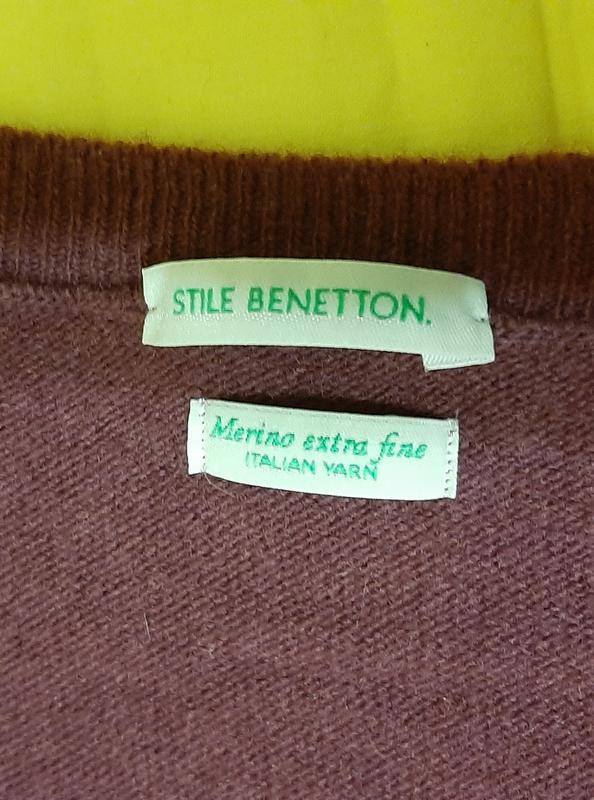 STILE BENETTON.
Merino extra fine
ITALIAN YARN